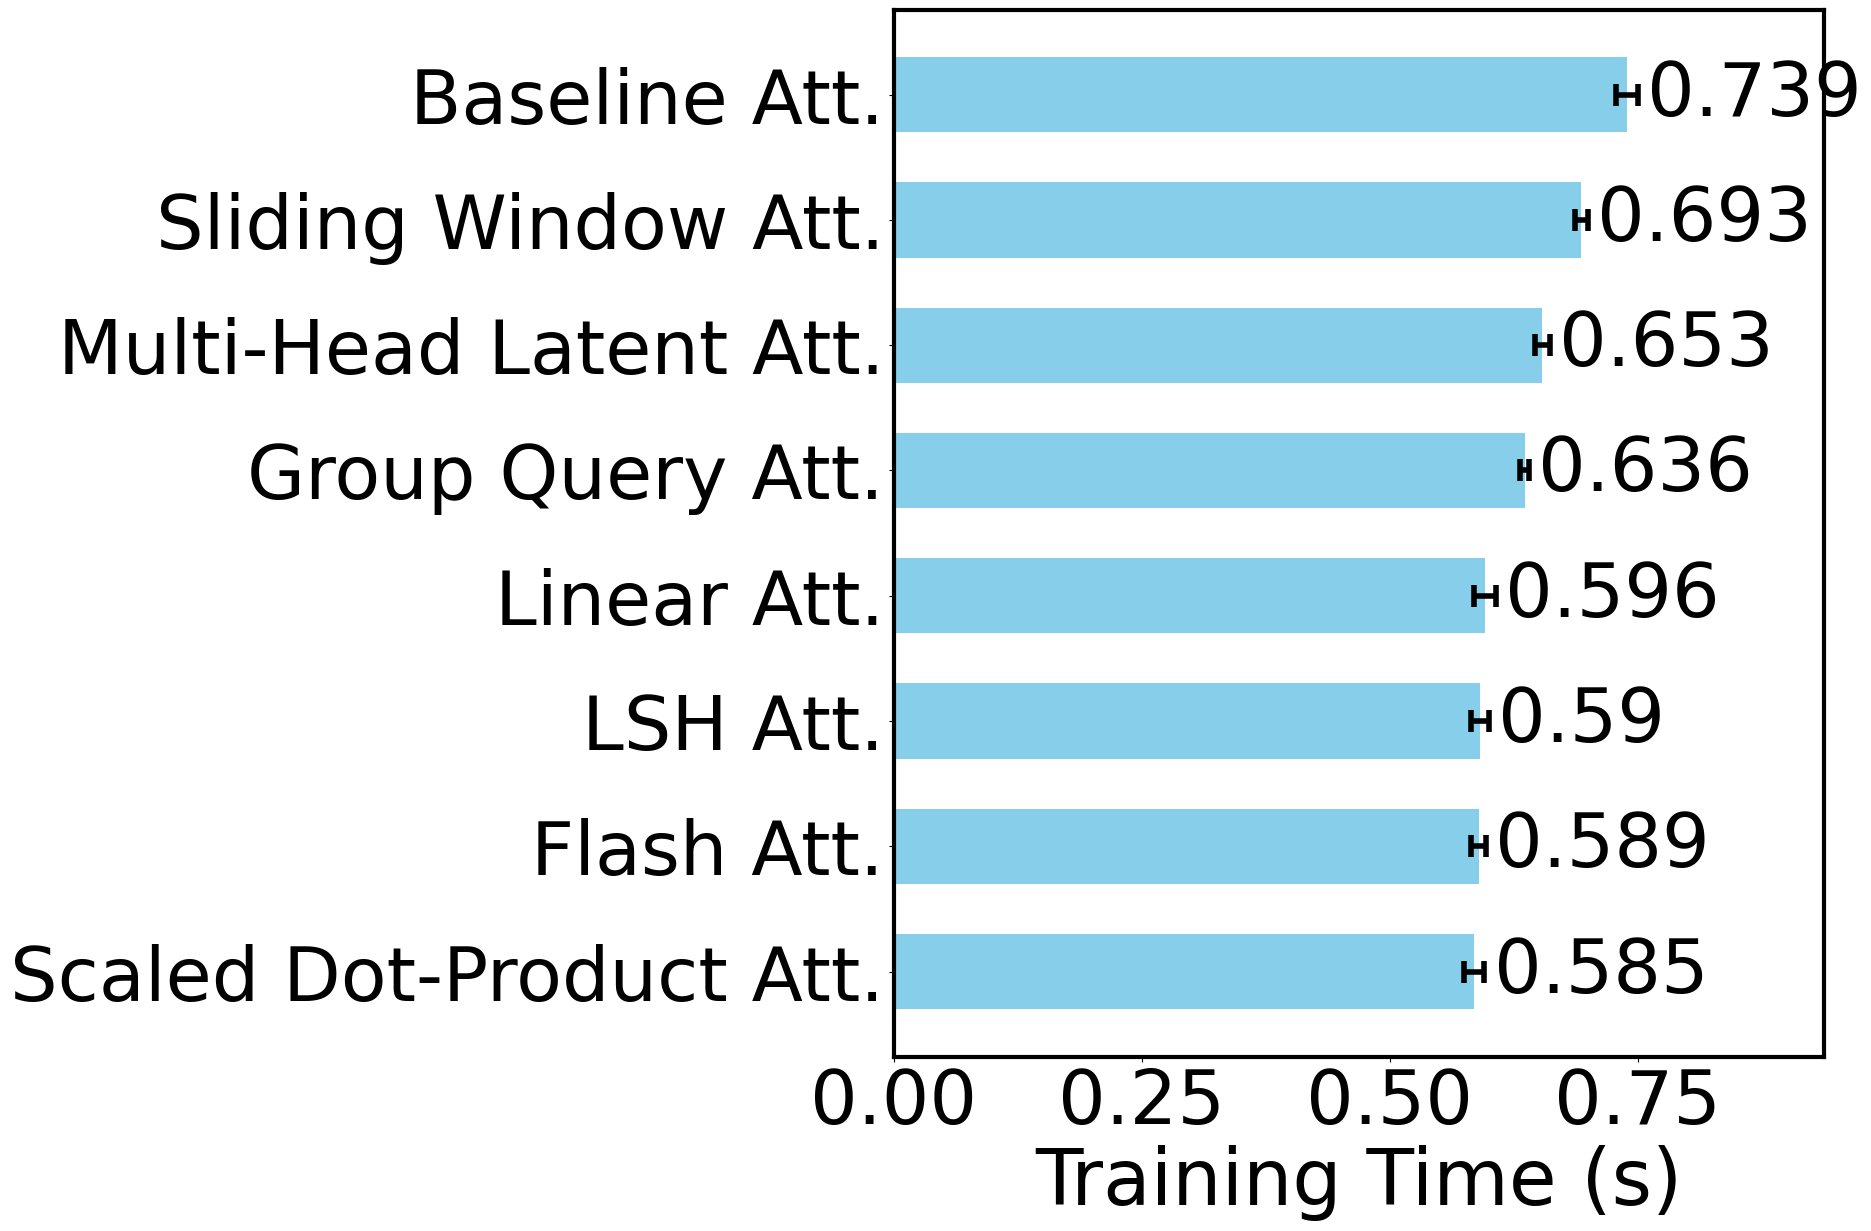 Baseline Att. 0.739
Sliding Window Att. 0.693
Multi-Head Latent Att. 0.653
Group Query Att. 0.636
Linear Att. 0.596
LSH Att. 0.59
Flash Att. 0.589
Scaled Dot-Product Att. 0.585
0.00 0.25 0.50 0.75
Training Time (s)